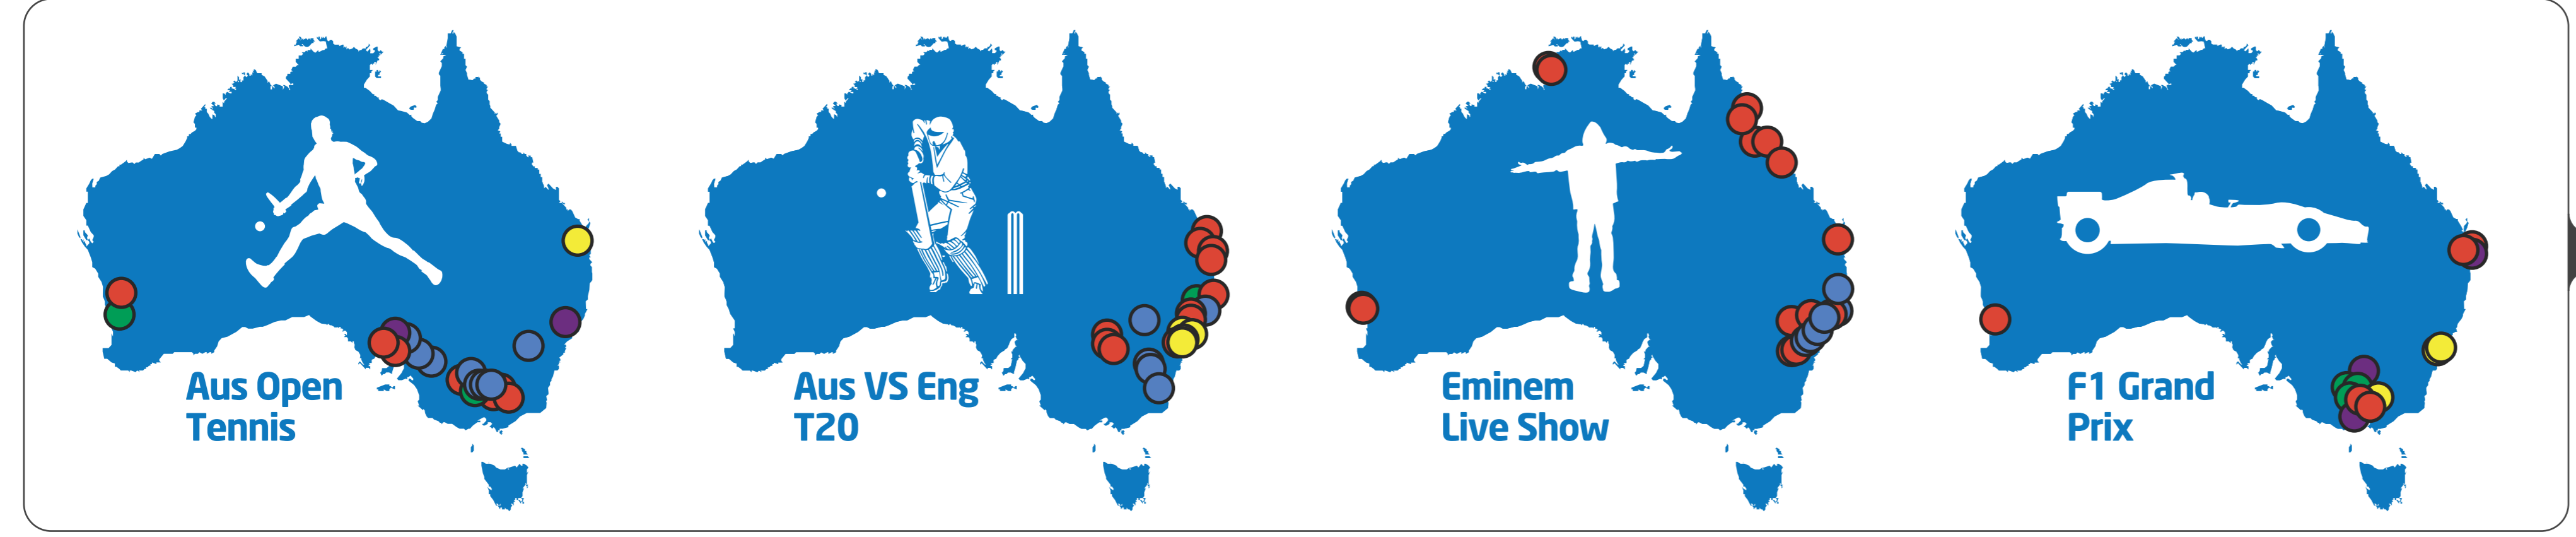 Aus Open
Tennis
Aus VS Eng
T20
Eminem
Live Show
F1 Grand
Prix